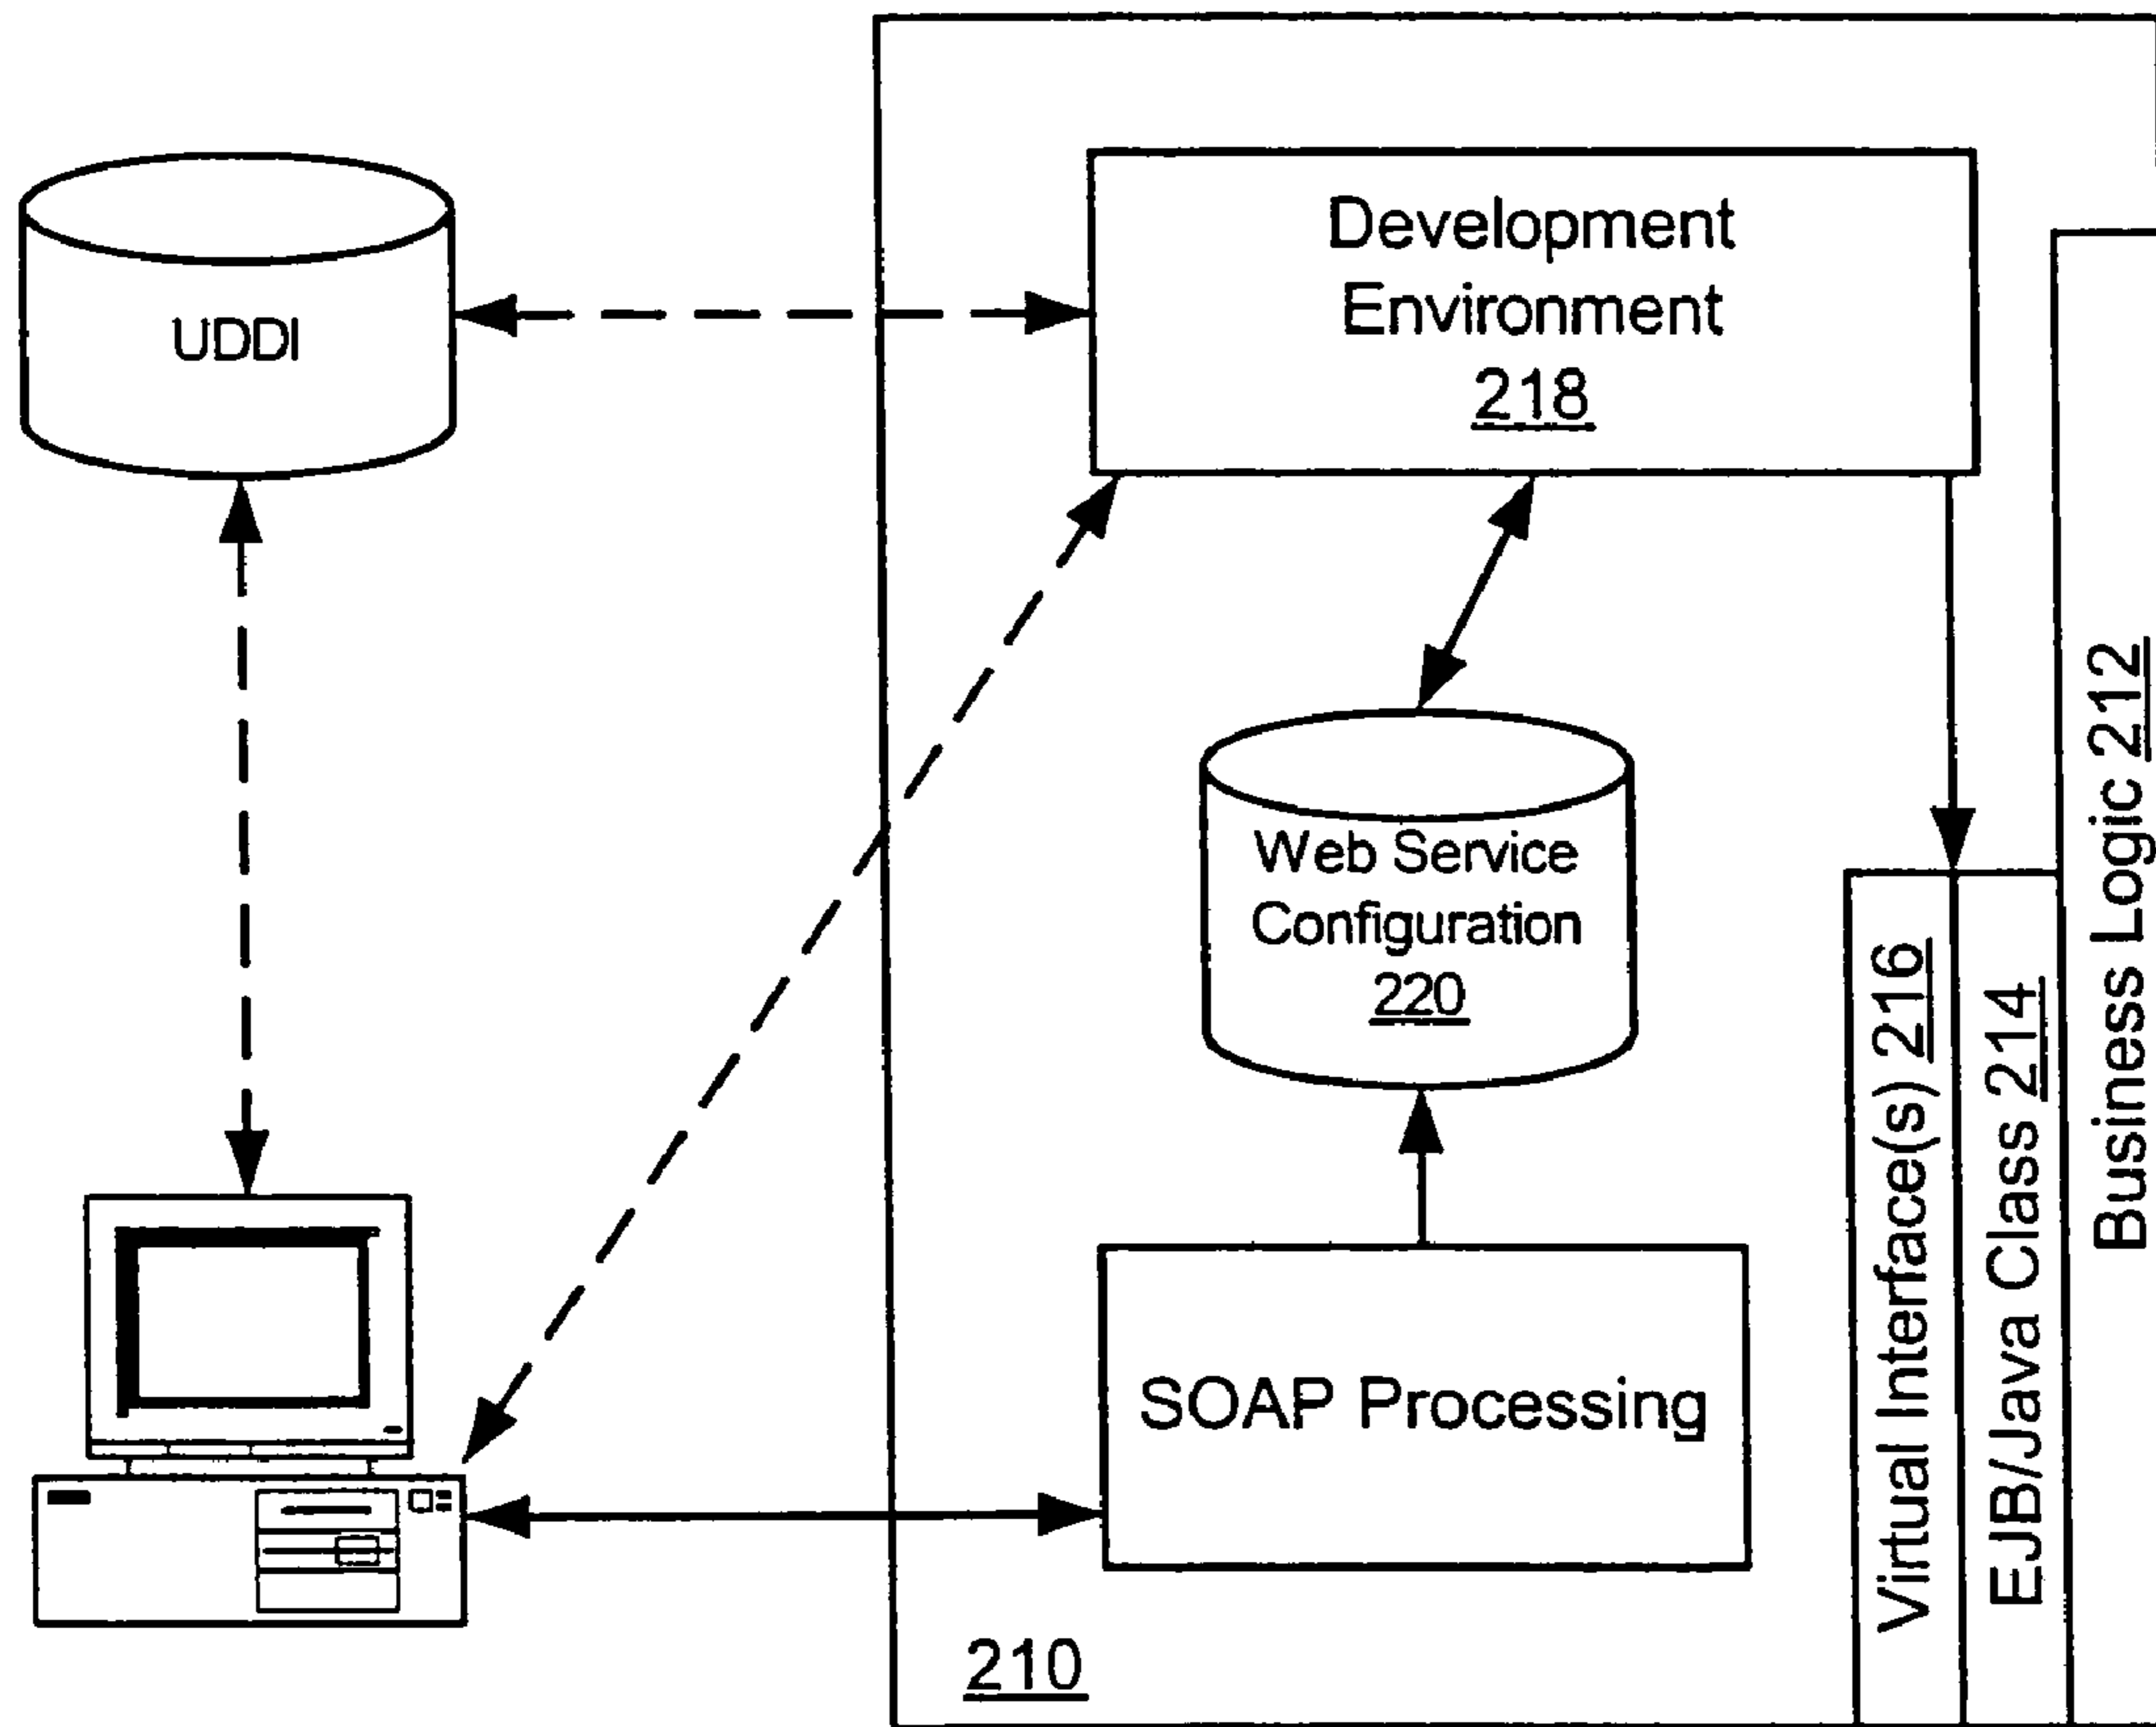 UDDI
Development
Environment
218
Web Service
Configuration
220
SOAP Processing
210
Virtual Interface(s) 216
EJB/Java Class 214
Business Logic 212